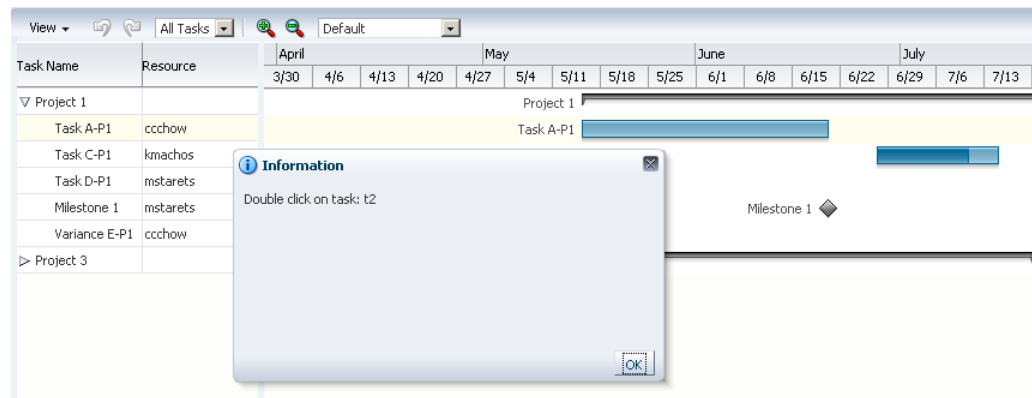 View All Tasks Default
Task Name Resource April May June July
3/30 4/6 4/13 4/20 4/27 5/4 5/11 5/18 5/25 6/1 6/8 6/15 6/22 6/29 7/6 7/13
Project 1 Project 1
Task A-P1 ccchow Task A-P1
Task C-P1 kmachos
Task D-P1 mstarets
Milestone 1 mstarets Milestone 1
Variance E-P1 ccchow
Project 3
Information
Double click on task: t2
OK